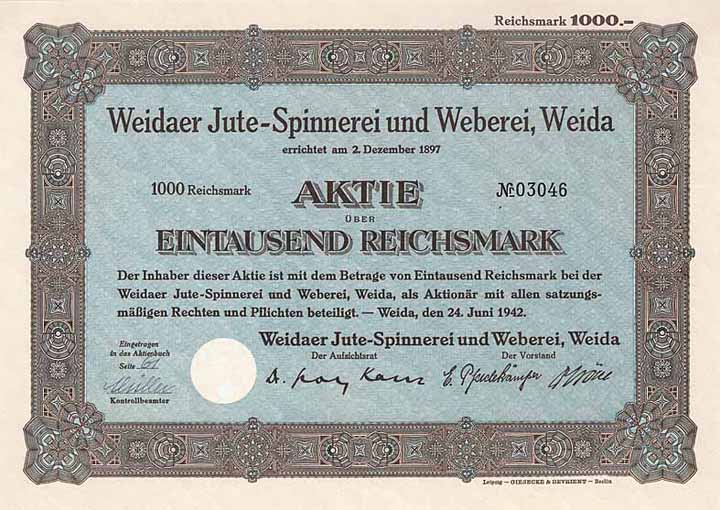 Reichsmark 1000.—
Weidaer Jute-Spinnerei und Weberei, Weida
errichtet am 2. Dezember 1897
1000 Reichsmark AKTIE № 03046
ÜBER
EINTAUSEND REICHSMARK
Der Inhaber dieser Aktie ist mit dem Betrage von Eintausend Reichsmark bei der
Weidaer Jute-Spinnerei und Weberei, Weida, als Aktionär mit allen satzungs-
mäßigen Rechten und Pflichten beteiligt. — Weida, den 24. Juni 1942.
Weidaer Jute-Spinnerei und Weberei, Weida
Der Aufsichtsrat Der Vorstand
Eingetragen
in das Aktienbuch
Seite 61
Müller
Kontrollbeamter
Leipzig — GIESECKE & DEVRIENT — Berlin